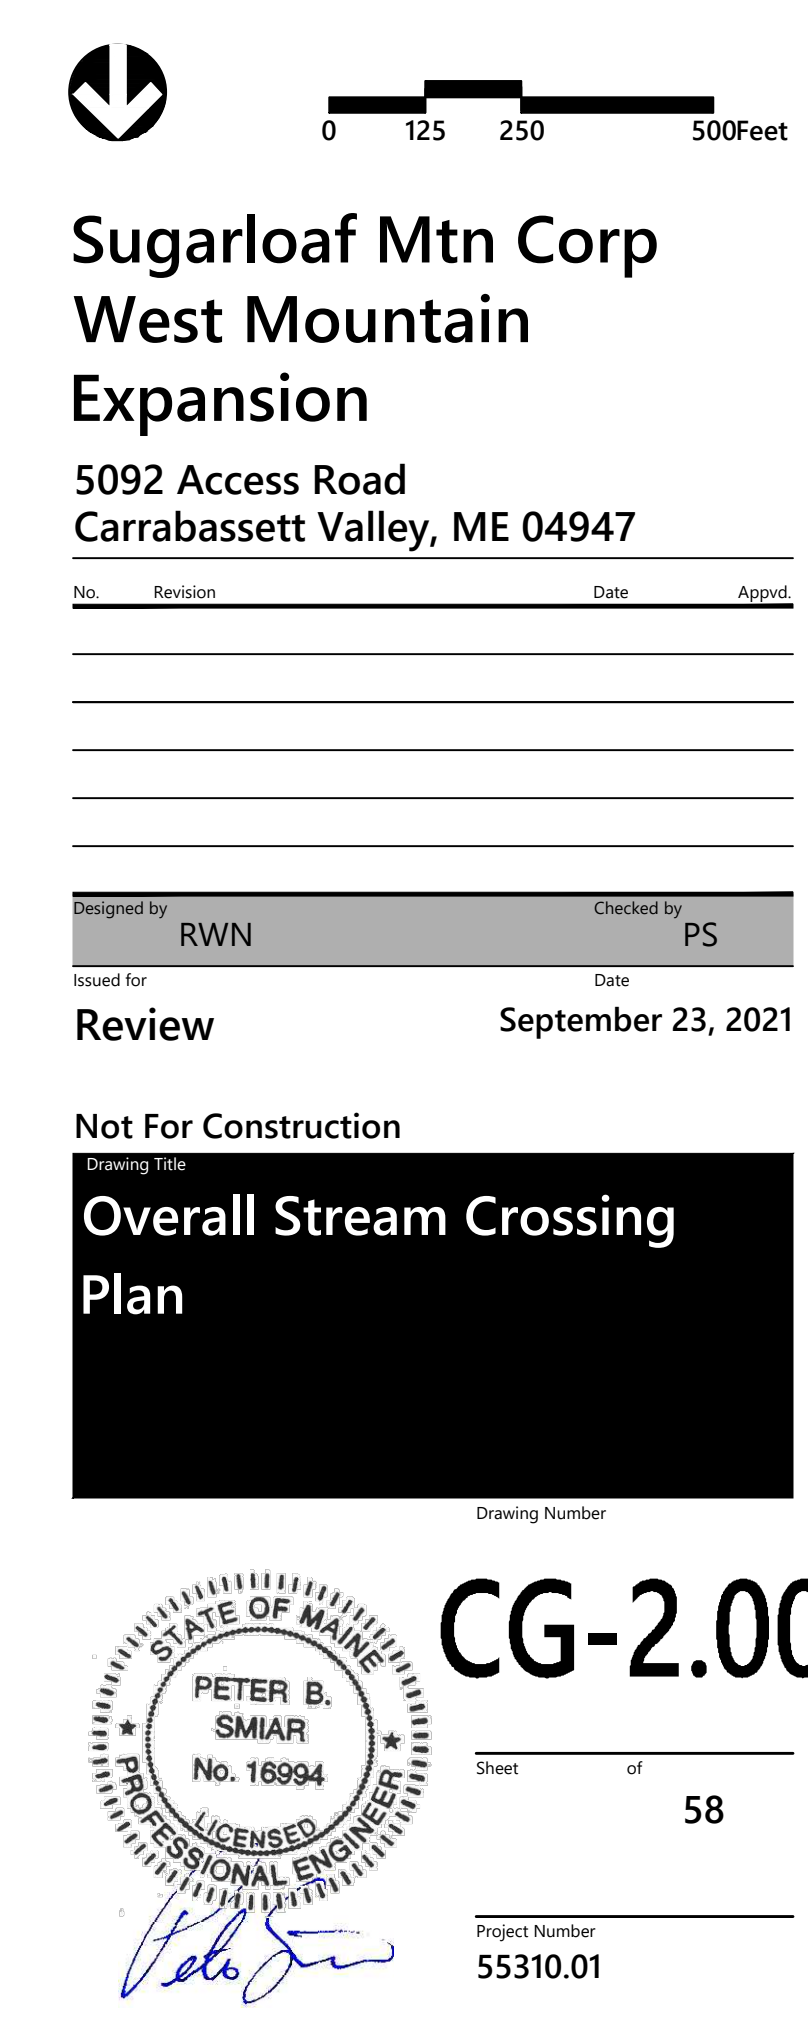 0 125 250 500Feet
Sugarloaf Mtn Corp
West Mountain
Expansion
5092 Access Road
Carrabassett Valley, ME 04947
No. Revision Date Appvd.
Designed by Checked by
RWN PS
Issued for Date
Review September 23, 2021
Not For Construction
Drawing Title
Overall Stream Crossing
Plan
Drawing Number
CG-2.00
STATE OF MAINE
PETER B.
SMIAR
No. 16994
LICENSED
PROFESSIONAL ENGINEER
Sheet of
58
Project Number
55310.01